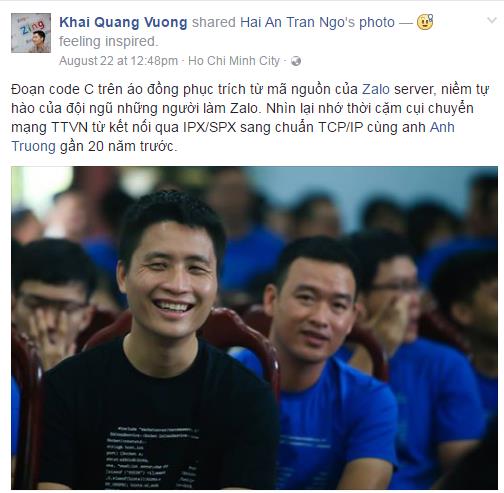 Khai Quang Vuong shared Hai An Tran Ngo's photo —
feeling inspired.
August 22 at 12:48pm · Ho Chi Minh City ·
Đoạn code C trên áo đồng phục trích từ mã nguồn của Zalo server, niềm tự
hào của đội ngũ những người làm Zalo. Nhìn lại nhớ thời cặm cụi chuyển
mạng TTVN từ kết nối qua IPX/SPX sang chuẩn TCP/IP cùng anh Anh
Truong gần 20 năm trước.
#include